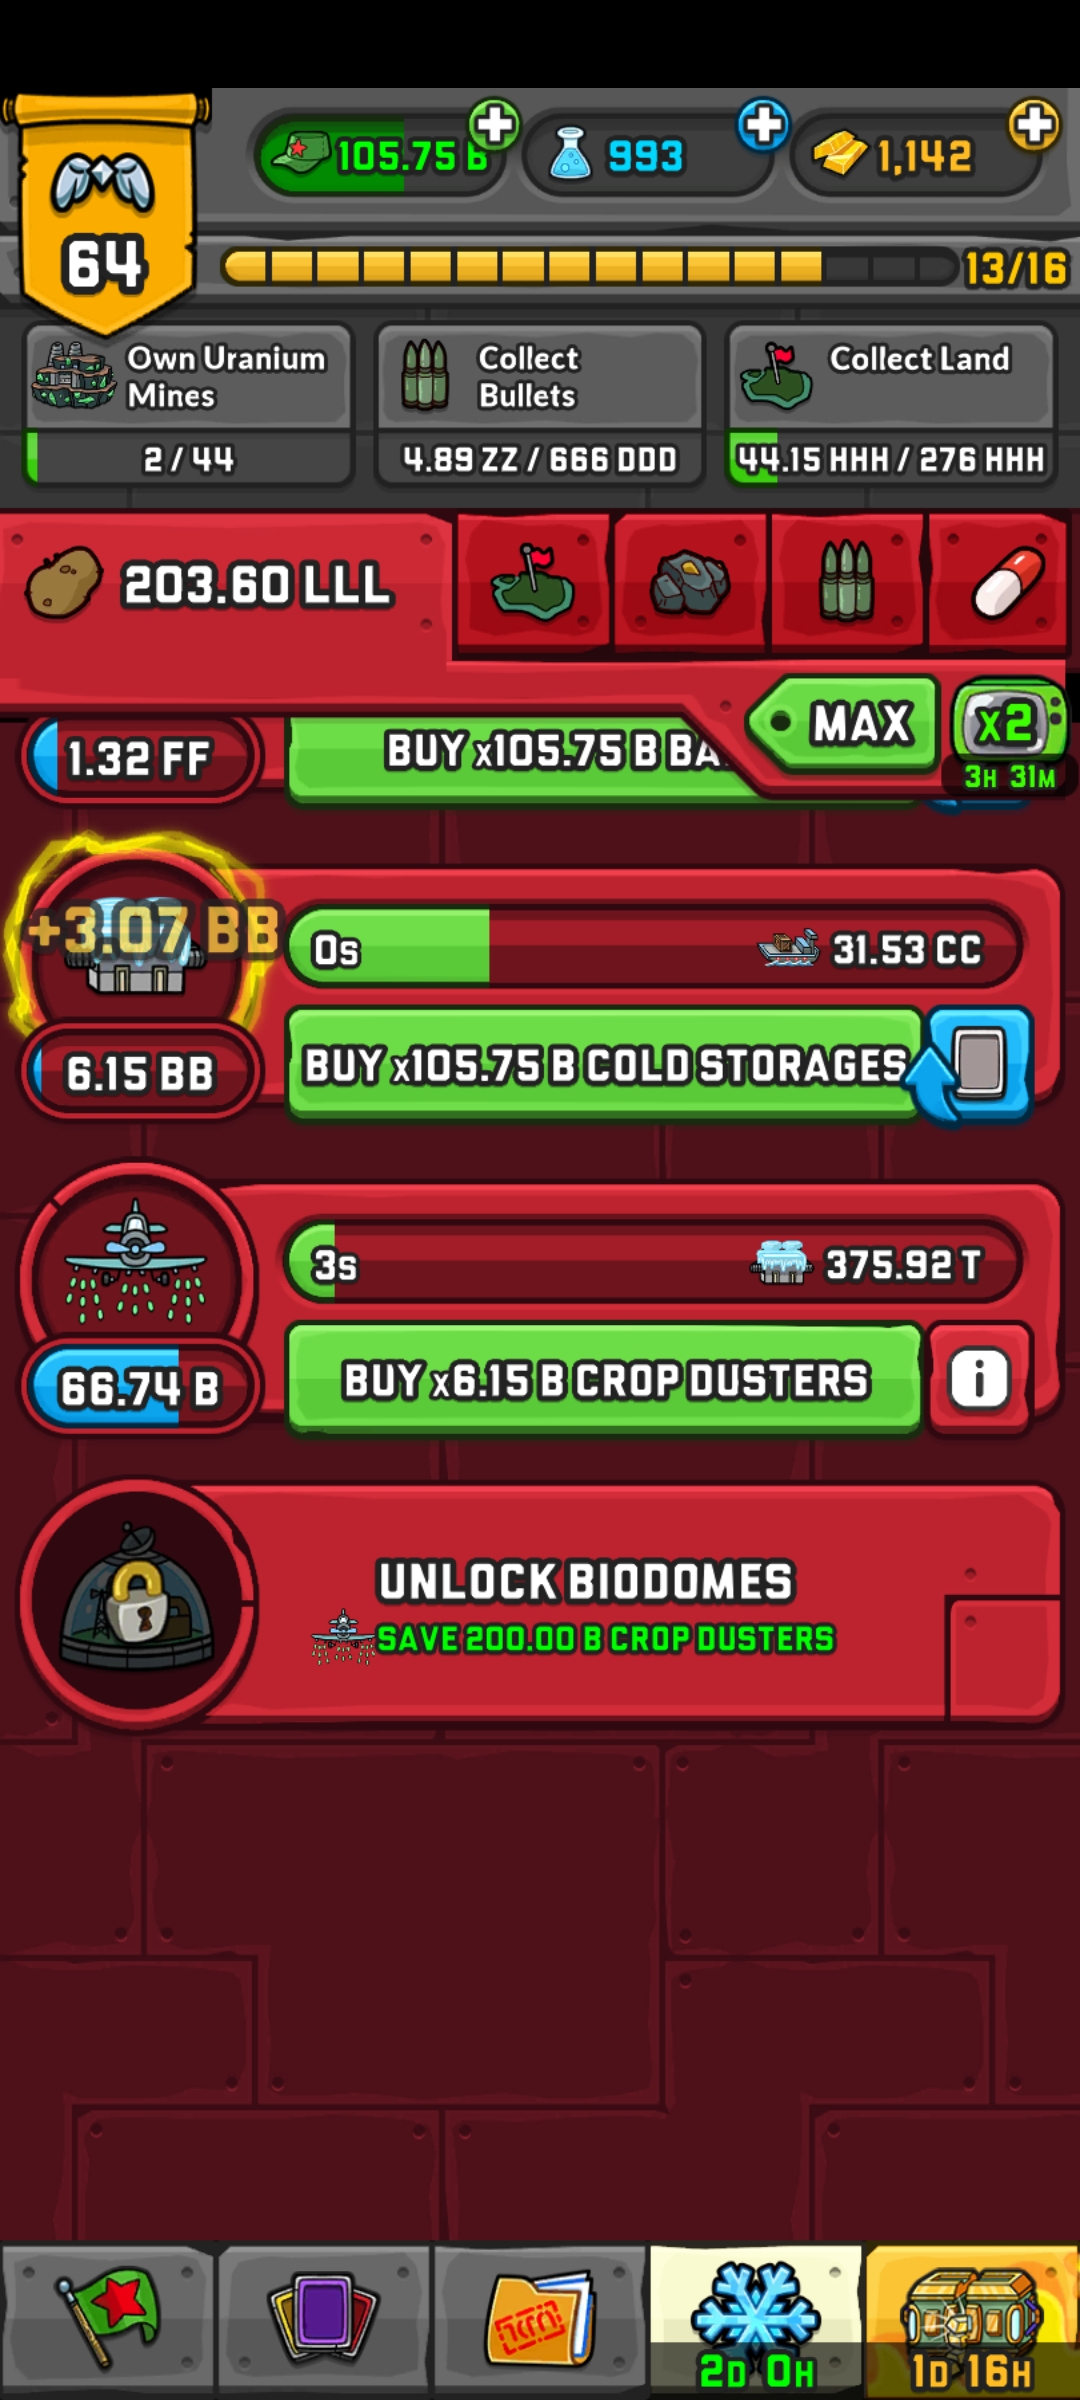 105.75 B
993
1,142
64
13/16
Own Uranium
Mines
Collect
Bullets
Collect Land
2 / 44
4.89 ZZ / 666 DDD
44.15 HHH / 276 HHH
203.60 LLL
MAX
x2
3H 31M
1.32 FF
BUY x105.75 B BA
+3.07 BB
0s
31.53 CC
6.15 BB
BUY x105.75 B COLD STORAGES
3s
375.92 T
66.74 B
BUY x6.15 B CROP DUSTERS
i
UNLOCK BIODOMES
SAVE 200.00 B CROP DUSTERS
2D 0H
1D 16H